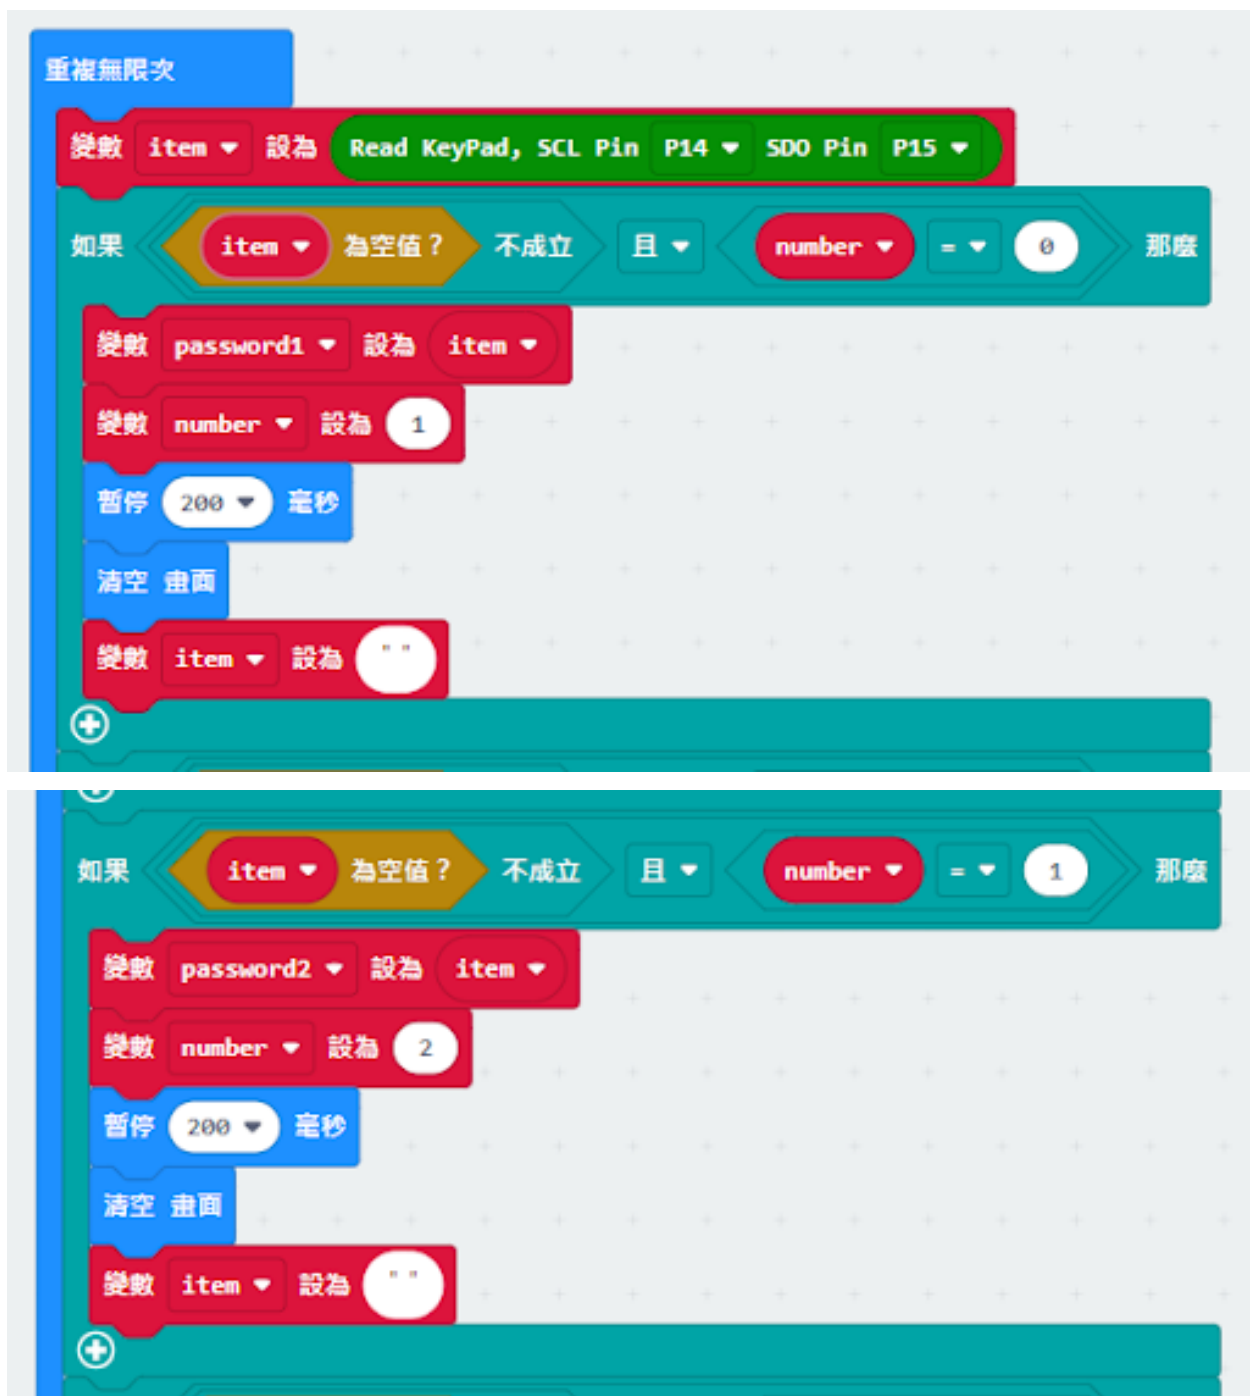 重複無限次
變數 item 設為 Read KeyPad, SCL Pin P14 SDO Pin P15
如果 item 為空值？ 不成立 且 number = 0 那麼
變數 password1 設為 item
變數 number 設為 1
暫停 200 毫秒
清空 畫面
變數 item 設為 " "
如果 item 為空值？ 不成立 且 number = 1 那麼
變數 password2 設為 item
變數 number 設為 2
暫停 200 毫秒
清空 畫面
變數 item 設為 " "